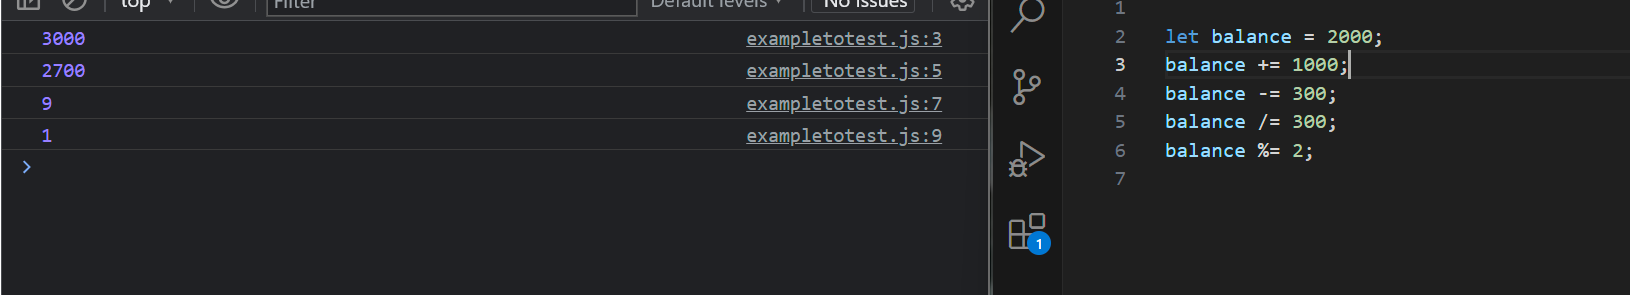 top
Filter
Default levels
No Issues
3000 exampletotest.js:3
2700 exampletotest.js:5
9 exampletotest.js:7
1 exampletotest.js:9
>
1
1
2 let balance = 2000;
3 balance += 1000;
4 balance -= 300;
5 balance /= 300;
6 balance %= 2;
7